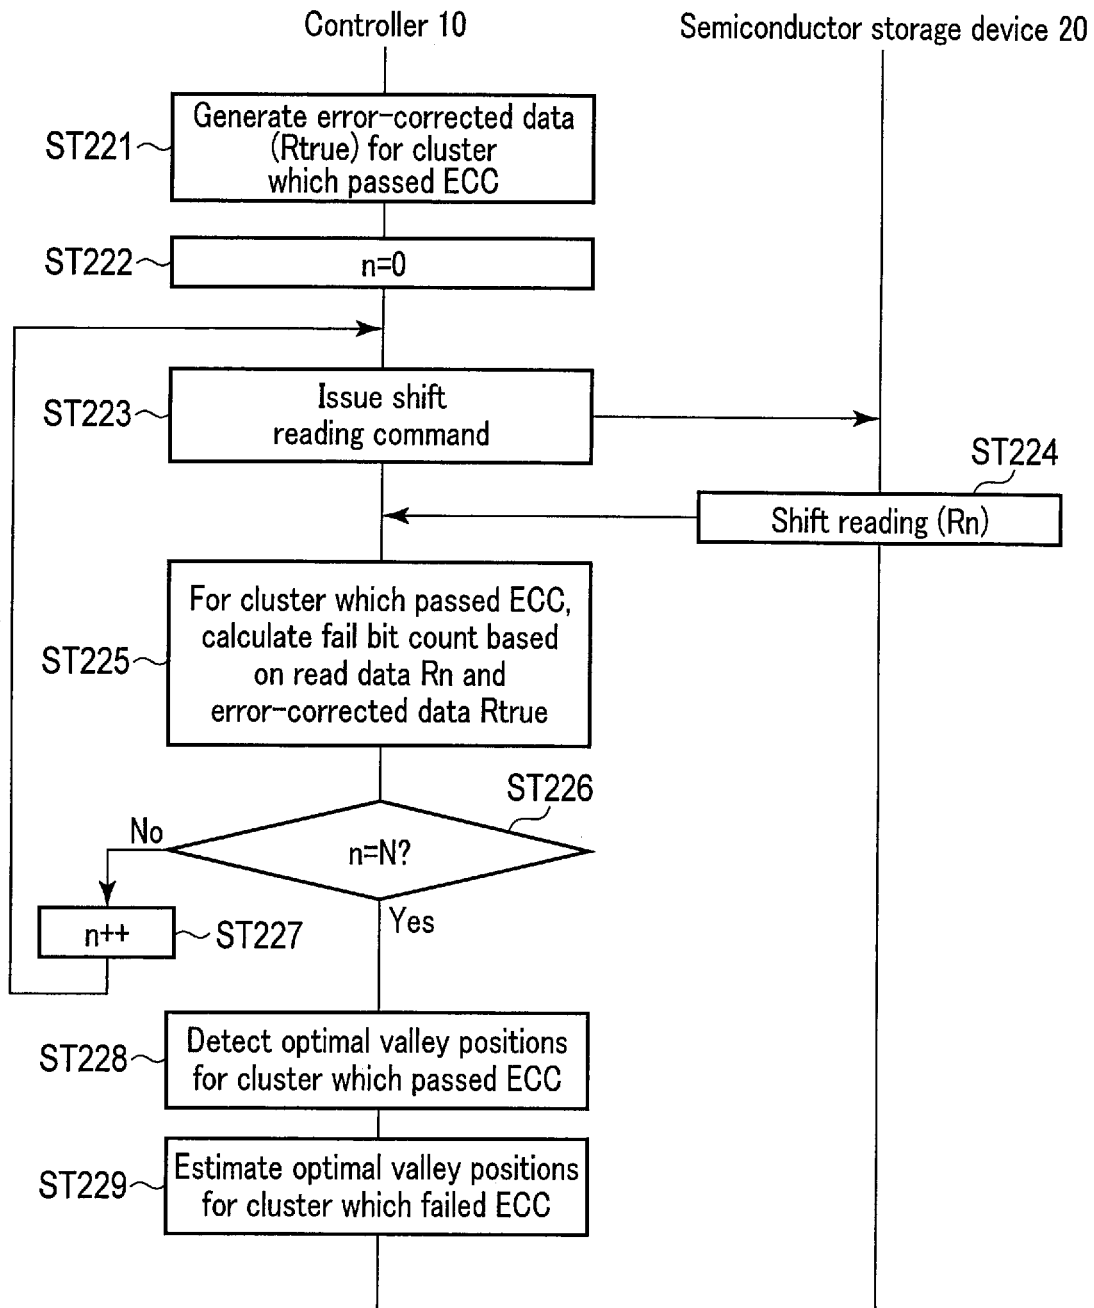 Controller 10
Semiconductor storage device 20
ST221
Generate error-corrected data
(Rtrue) for cluster
which passed ECC
ST222
n=0
ST223
Issue shift
reading command
ST224
Shift reading (Rn)
ST225
For cluster which passed ECC,
calculate fail bit count based
on read data Rn and
error-corrected data Rtrue
ST226
No
n=N?
Yes
n++
ST227
ST228
Detect optimal valley positions
for cluster which passed ECC
ST229
Estimate optimal valley positions
for cluster which failed ECC